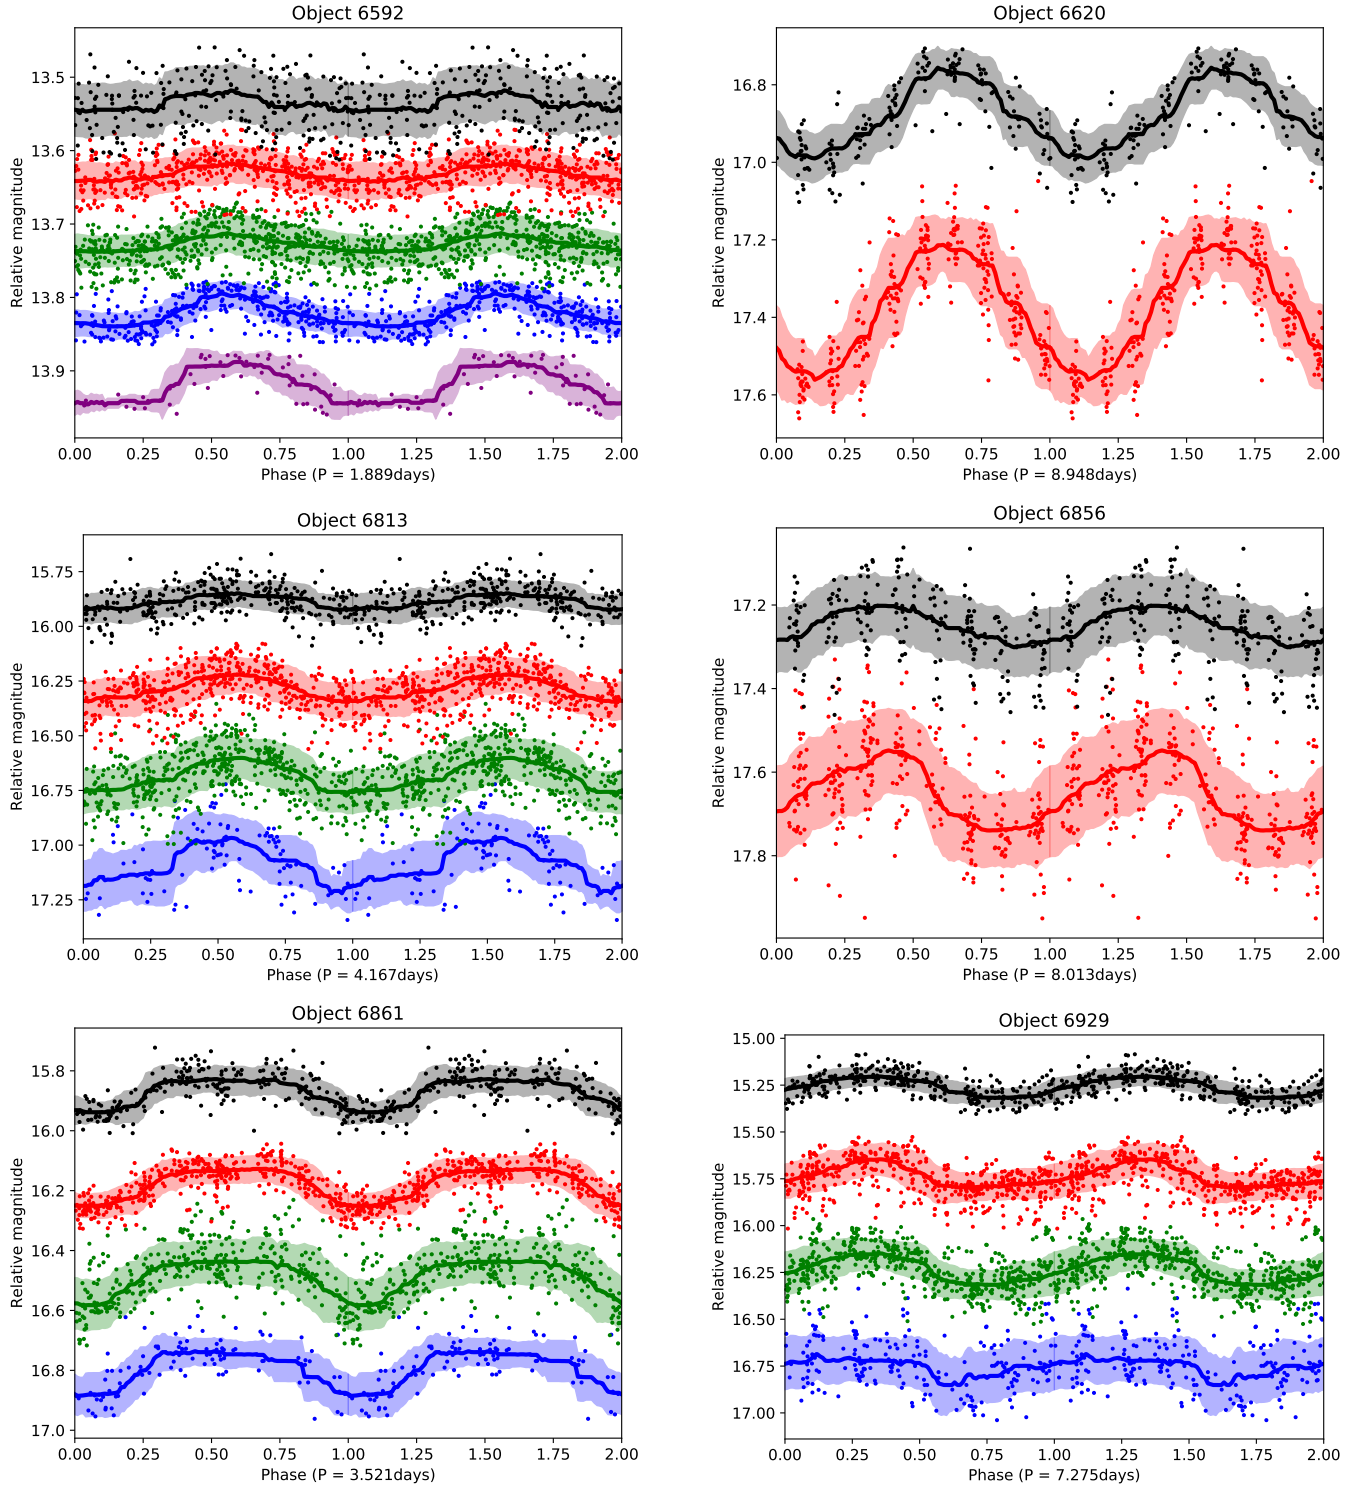 Object 6592
Relative magnitude
13.5
13.6
13.7
13.8
13.9
0.00 0.25 0.50 0.75 1.00 1.25 1.50 1.75 2.00
Phase (P = 1.889days)
Object 6620
Relative magnitude
16.8
17.0
17.2
17.4
17.6
0.00 0.25 0.50 0.75 1.00 1.25 1.50 1.75 2.00
Phase (P = 8.948days)
Object 6813
Relative magnitude
15.75
16.00
16.25
16.50
16.75
17.00
17.25
0.00 0.25 0.50 0.75 1.00 1.25 1.50 1.75 2.00
Phase (P = 4.167days)
Object 6856
Relative magnitude
17.2
17.4
17.6
17.8
0.00 0.25 0.50 0.75 1.00 1.25 1.50 1.75 2.00
Phase (P = 8.013days)
Object 6861
Relative magnitude
15.8
16.0
16.2
16.4
16.6
16.8
17.0
0.00 0.25 0.50 0.75 1.00 1.25 1.50 1.75 2.00
Phase (P = 3.521days)
Object 6929
Relative magnitude
15.00
15.25
15.50
15.75
16.00
16.25
16.50
16.75
17.00
0.00 0.25 0.50 0.75 1.00 1.25 1.50 1.75 2.00
Phase (P = 7.275days)